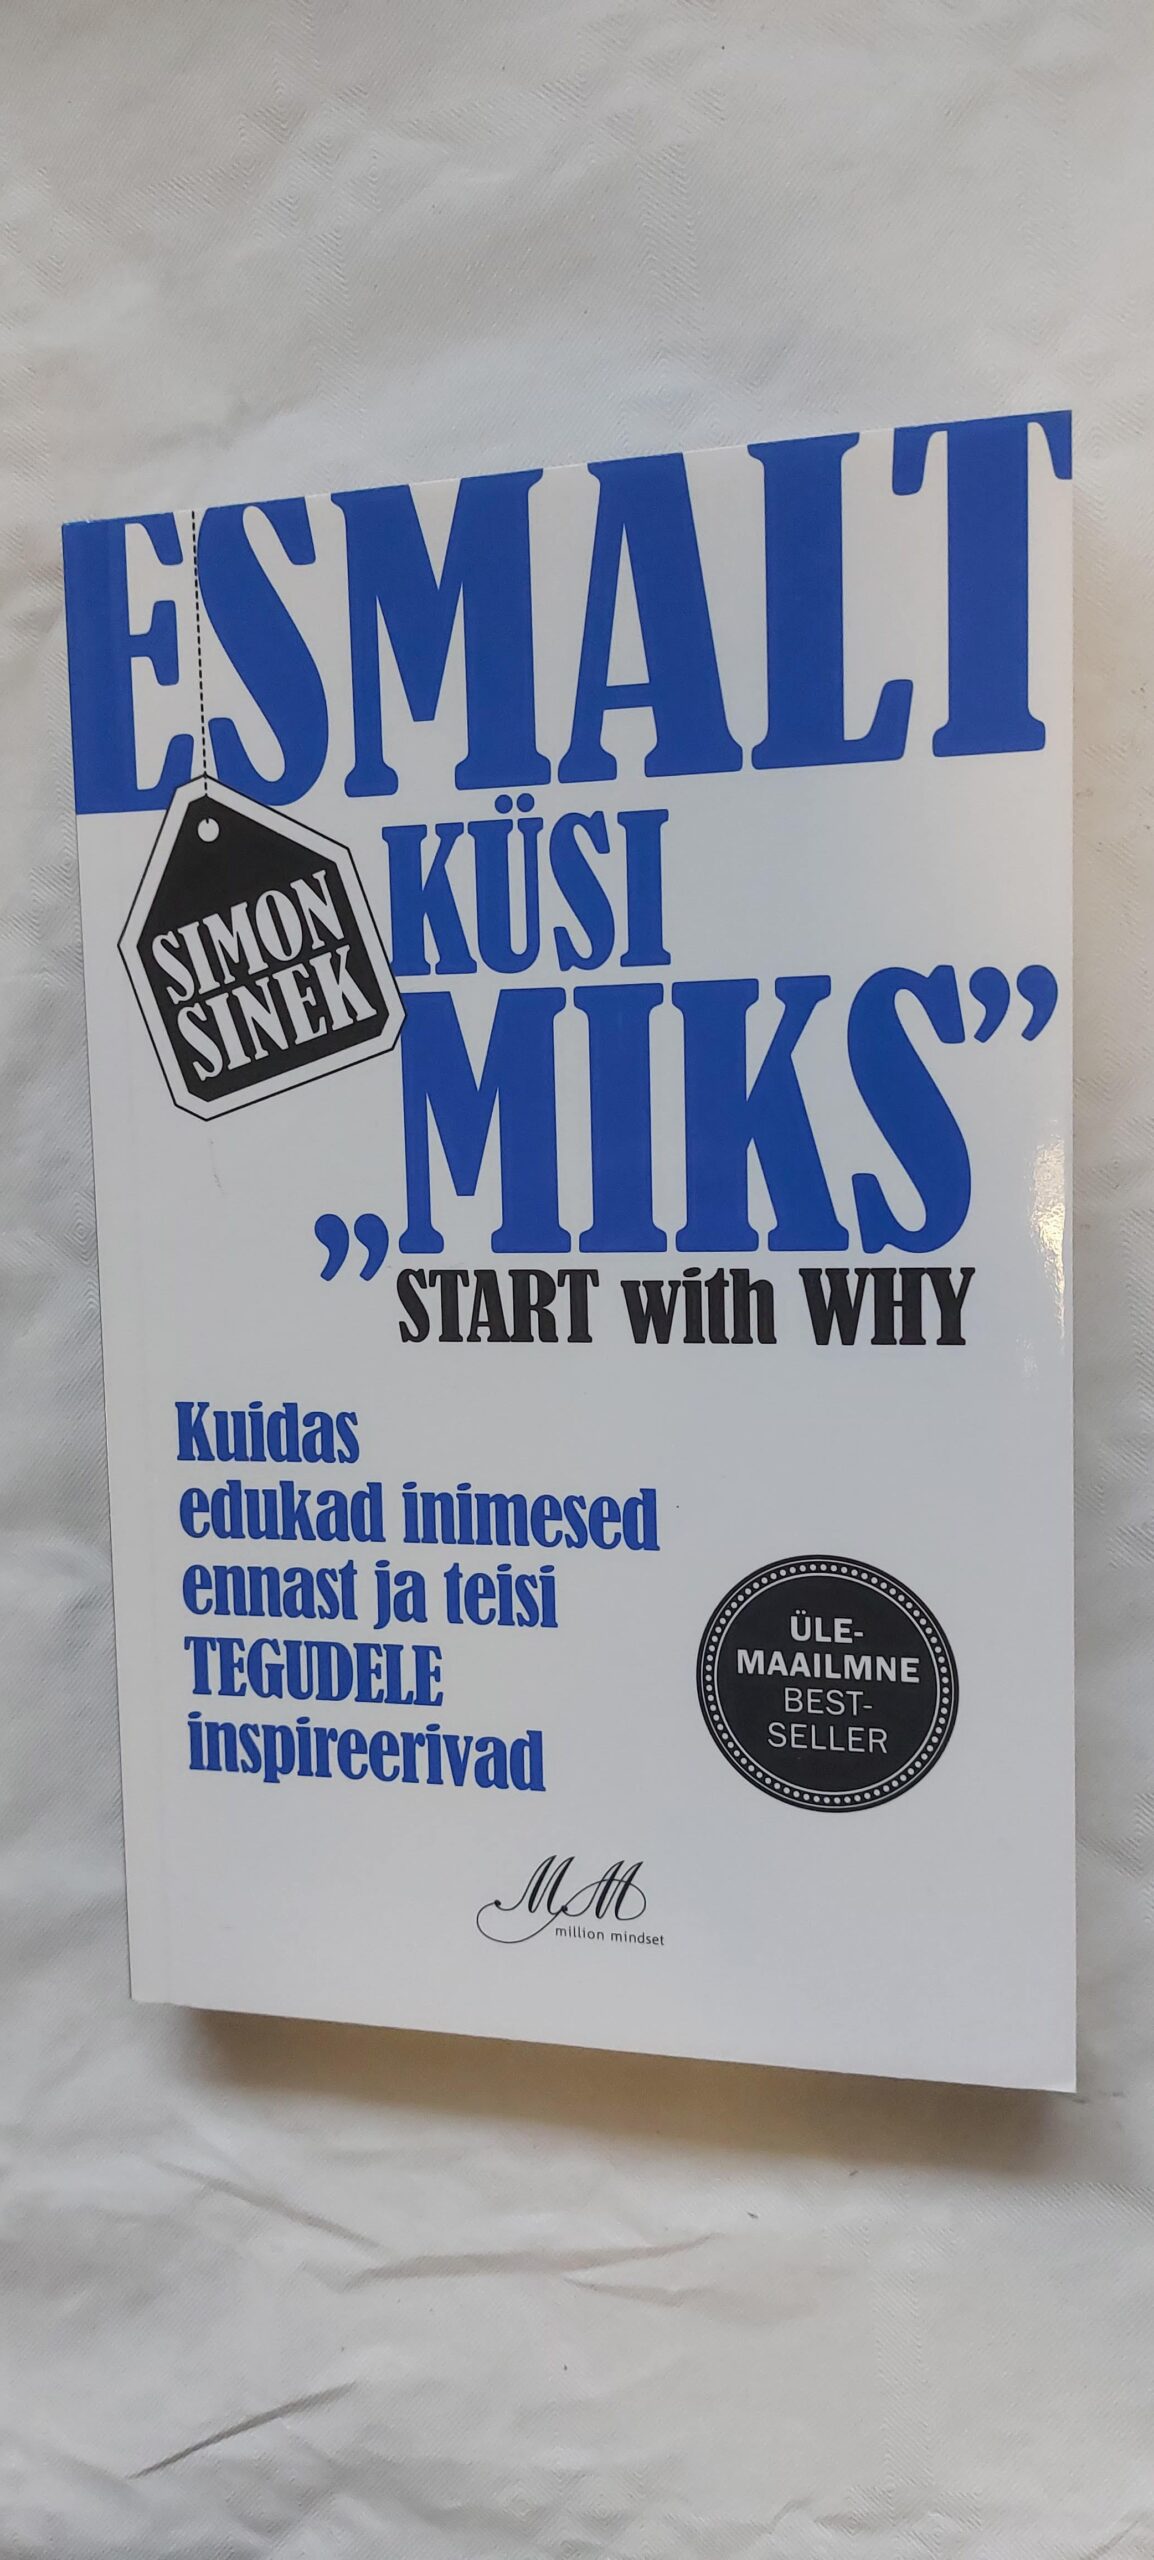 ESMALT
SIMON
SINEK
KÜSI
„MIKS”
START with WHY
Kuidas
edukad inimesed
ennast ja teisi
TEGUDELE
inspireerivad
ÜLE-
MAAILMNE
BEST-
SELLER
MM
million mindset